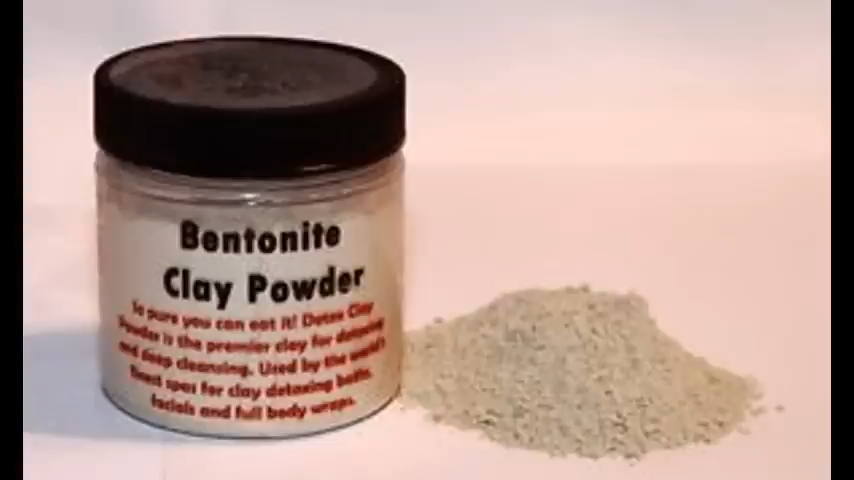 Bentonite
Clay Powder
So pure you can eat it! Detox Clay
Powder is the premier clay for detoxing
and deep cleansing. Used by the world's
finest spas for clay detoxing baths,
facials and full body wraps.